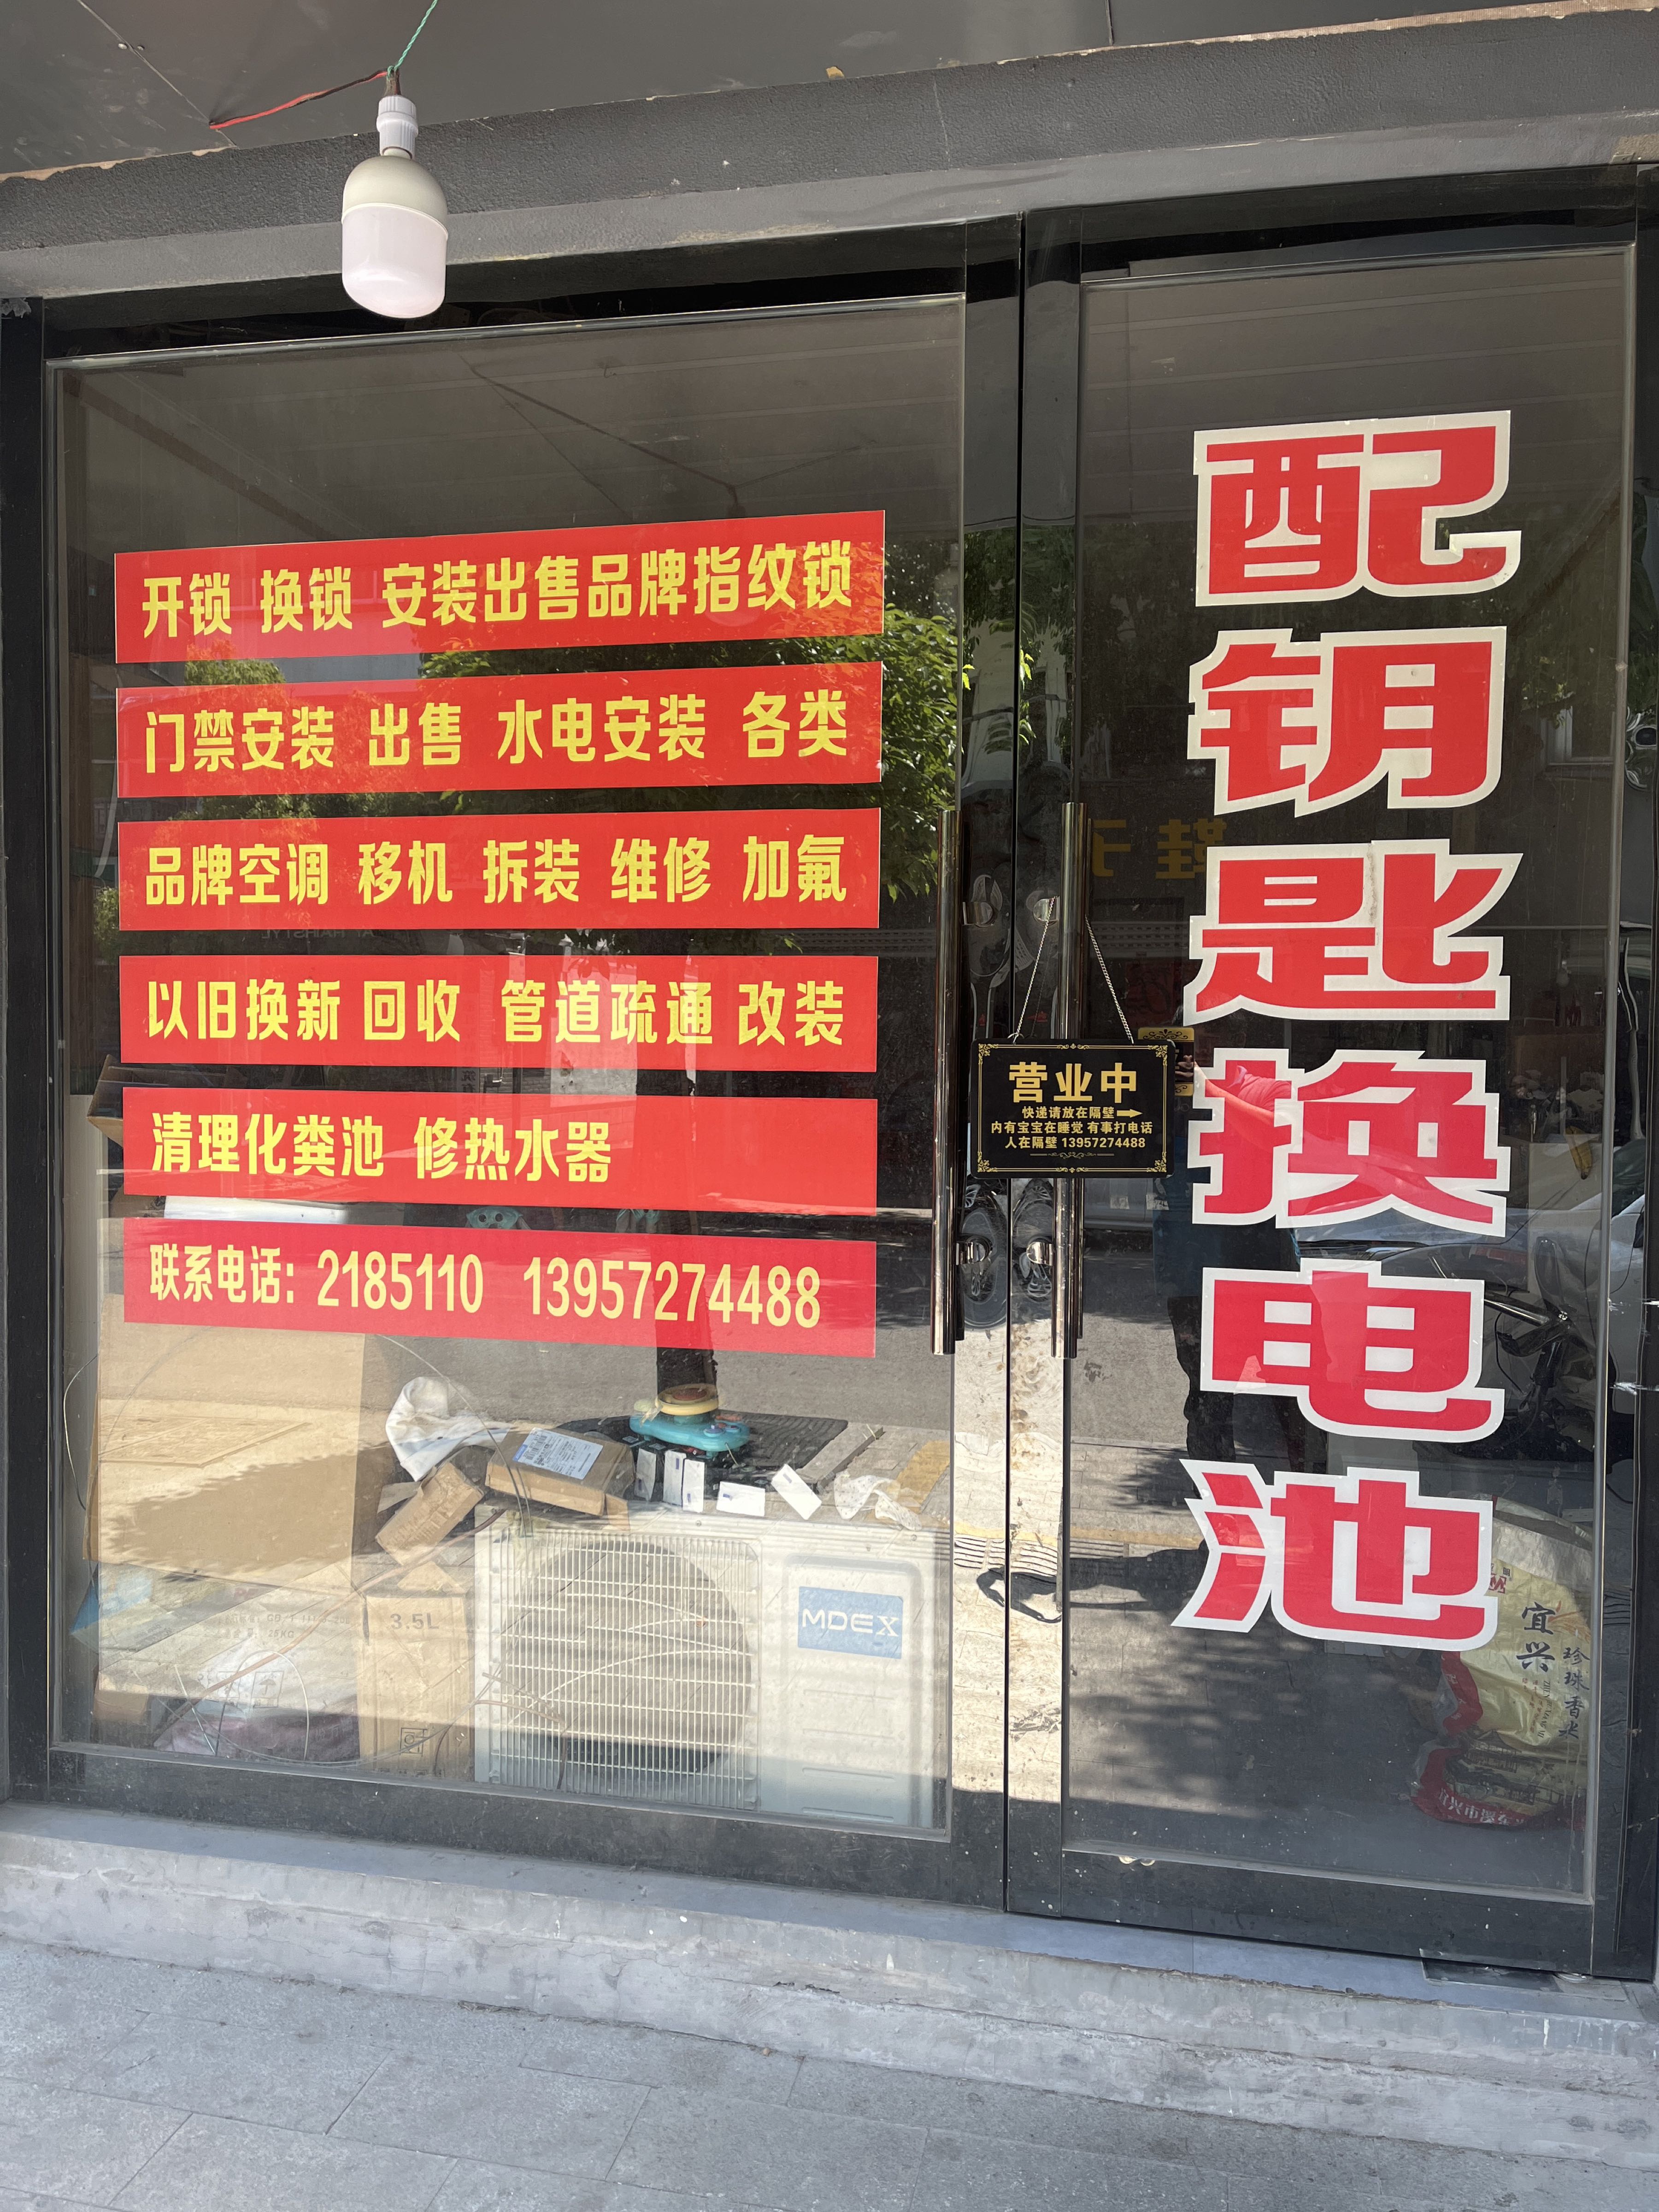 开锁 换锁 安装出售品牌指纹锁
门禁安装 出售 水电安装 各类
品牌空调 移机 拆装 维修 加氟
以旧换新 回收 管道疏通 改装
清理化粪池 修热水器
联系电话: 2185110 13957274488
配钥匙换电池
营业中
快递请放在隔壁
内有宝宝在睡觉 有事打电话
人在隔壁 13957274488
MDEX
3.5L
宜兴
珍珠香米